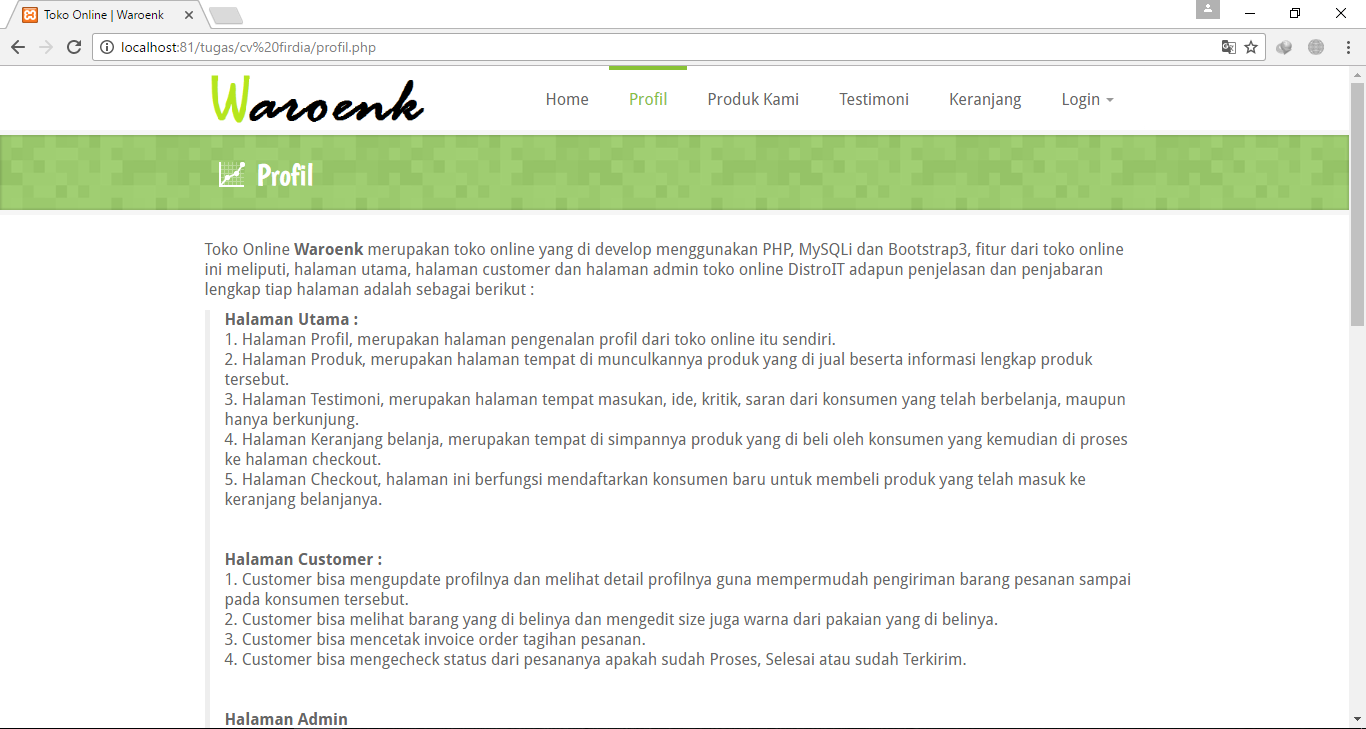 Toko Online | Waroenk
localhost:81/tugas/cv%20firdia/profil.php
Waroenk
Home Profil Produk Kami Testimoni Keranjang Login
Profil
Toko Online Waroenk merupakan toko online yang di develop menggunakan PHP, MySQLi dan Bootstrap3, fitur dari toko online
ini meliputi, halaman utama, halaman customer dan halaman admin toko online DistroIT adapun penjelasan dan penjabaran
lengkap tiap halaman adalah sebagai berikut :
Halaman Utama :
1. Halaman Profil, merupakan halaman pengenalan profil dari toko online itu sendiri.
2. Halaman Produk, merupakan halaman tempat di munculkannya produk yang di jual beserta informasi lengkap produk
tersebut.
3. Halaman Testimoni, merupakan halaman tempat masukan, ide, kritik, saran dari konsumen yang telah berbelanja, maupun
hanya berkunjung.
4. Halaman Keranjang belanja, merupakan tempat di simpannya produk yang di beli oleh konsumen yang kemudian di proses
ke halaman checkout.
5. Halaman Checkout, halaman ini berfungsi mendaftarkan konsumen baru untuk membeli produk yang telah masuk ke
keranjang belanjanya.
Halaman Customer :
1. Customer bisa mengupdate profilnya dan melihat detail profilnya guna mempermudah pengiriman barang pesanan sampai
pada konsumen tersebut.
2. Customer bisa melihat barang yang di belinya dan mengedit size juga warna dari pakaian yang di belinya.
3. Customer bisa mencetak invoice order tagihan pesanan.
4. Customer bisa mengecheck status dari pesananya apakah sudah Proses, Selesai atau sudah Terkirim.
Halaman Admin